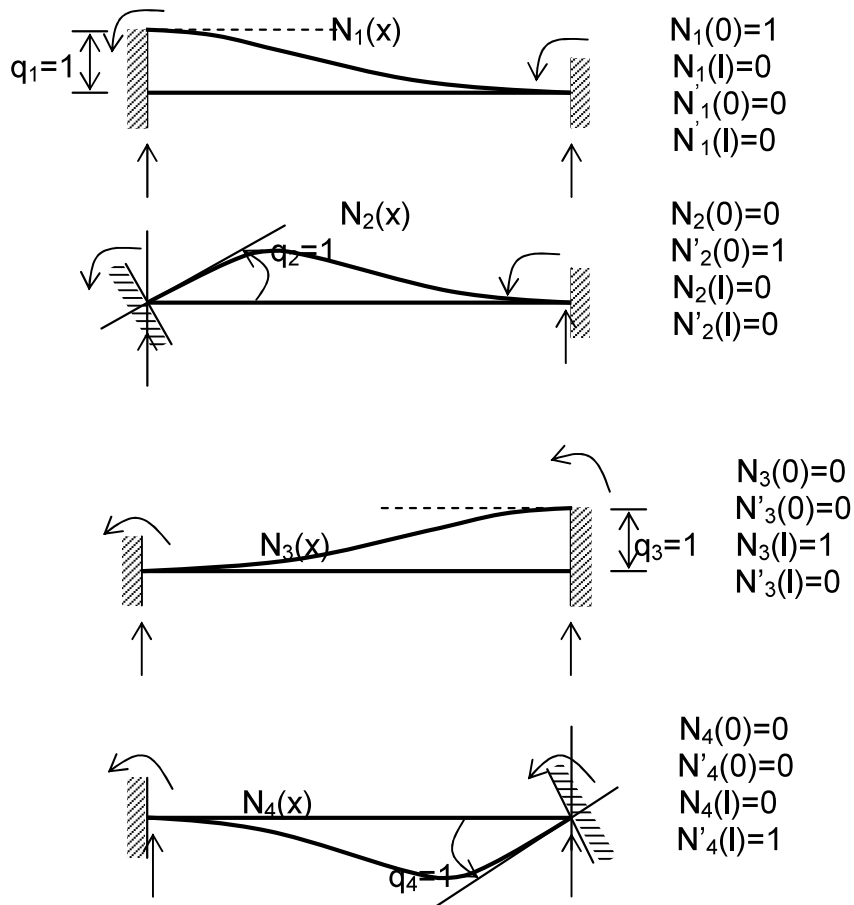 N₁(x)
q₁=1
N₁(0)=1
N₁(l)=0
N'₁(0)=0
N'₁(l)=0
N₂(x)
q₂=1
N₂(0)=0
N'₂(0)=1
N₂(l)=0
N'₂(l)=0
N₃(x)
q₃=1
N₃(0)=0
N'₃(0)=0
N₃(l)=1
N'₃(l)=0
N₄(x)
q₄=1
N₄(0)=0
N'₄(0)=0
N₄(l)=0
N'₄(l)=1